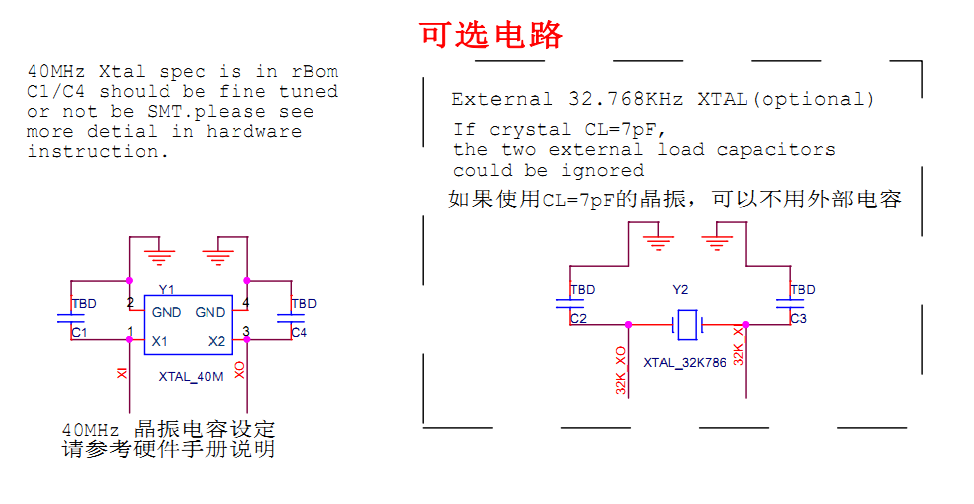 可选电路
40MHz Xtal spec is in rBom
C1/C4 should be fine tuned
or not be SMT.please see
more detial in hardware
instruction.
External 32.768KHz XTAL(optional)
If crystal CL=7pF,
the two external load capacitors
could be ignored
如果使用CL=7pF的晶振，可以不用外部电容
TBD
C1
Y1
2
GND
GND
4
1
X1
X2
3
TBD
C4
XTAL_40M
XI
XO
40MHz 晶振电容设定
请参考硬件手册说明
TBD
C2
Y2
TBD
C3
XTAL_32K786
32K_XO
32K_XI